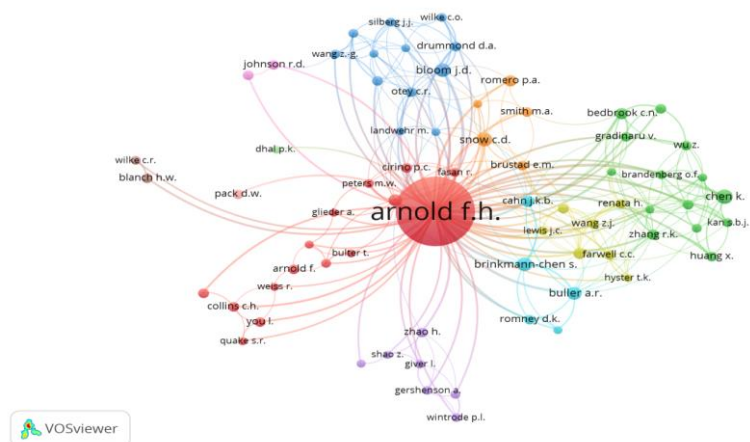 silberg j.j.
wilke c.o.
wang z.-g.
drummond d.a.
johnson r.d.
bloom j.d.
romero p.a.
otey c.r.
smith m.a.
bedbrook c.n.
landwehr m.
snow c.d.
gradinaru v.
wu z.
dhal p.k.
wilke c.r.
cirino p.c.
fasan r.
brustad e.m.
blanch h.w.
brandenberg o.f.
peters m.w.
pack d.w.
cahn j.k.b.
renata h.
chen k.
glieder a.
arnold f.h.
lewis j.c.
wang z.j.
kan s.b.j.
zhang r.k.
bulter t.
farwell c.c.
huang x.
arnold f.
brinkmann-chen s.
hyster t.k.
weiss r.
buller a.r.
collins c.h.
you l.
romney d.k.
zhao h.
quake s.r.
shao z.
giver l.
gershenson a.
wintrode p.l.
VOSviewer